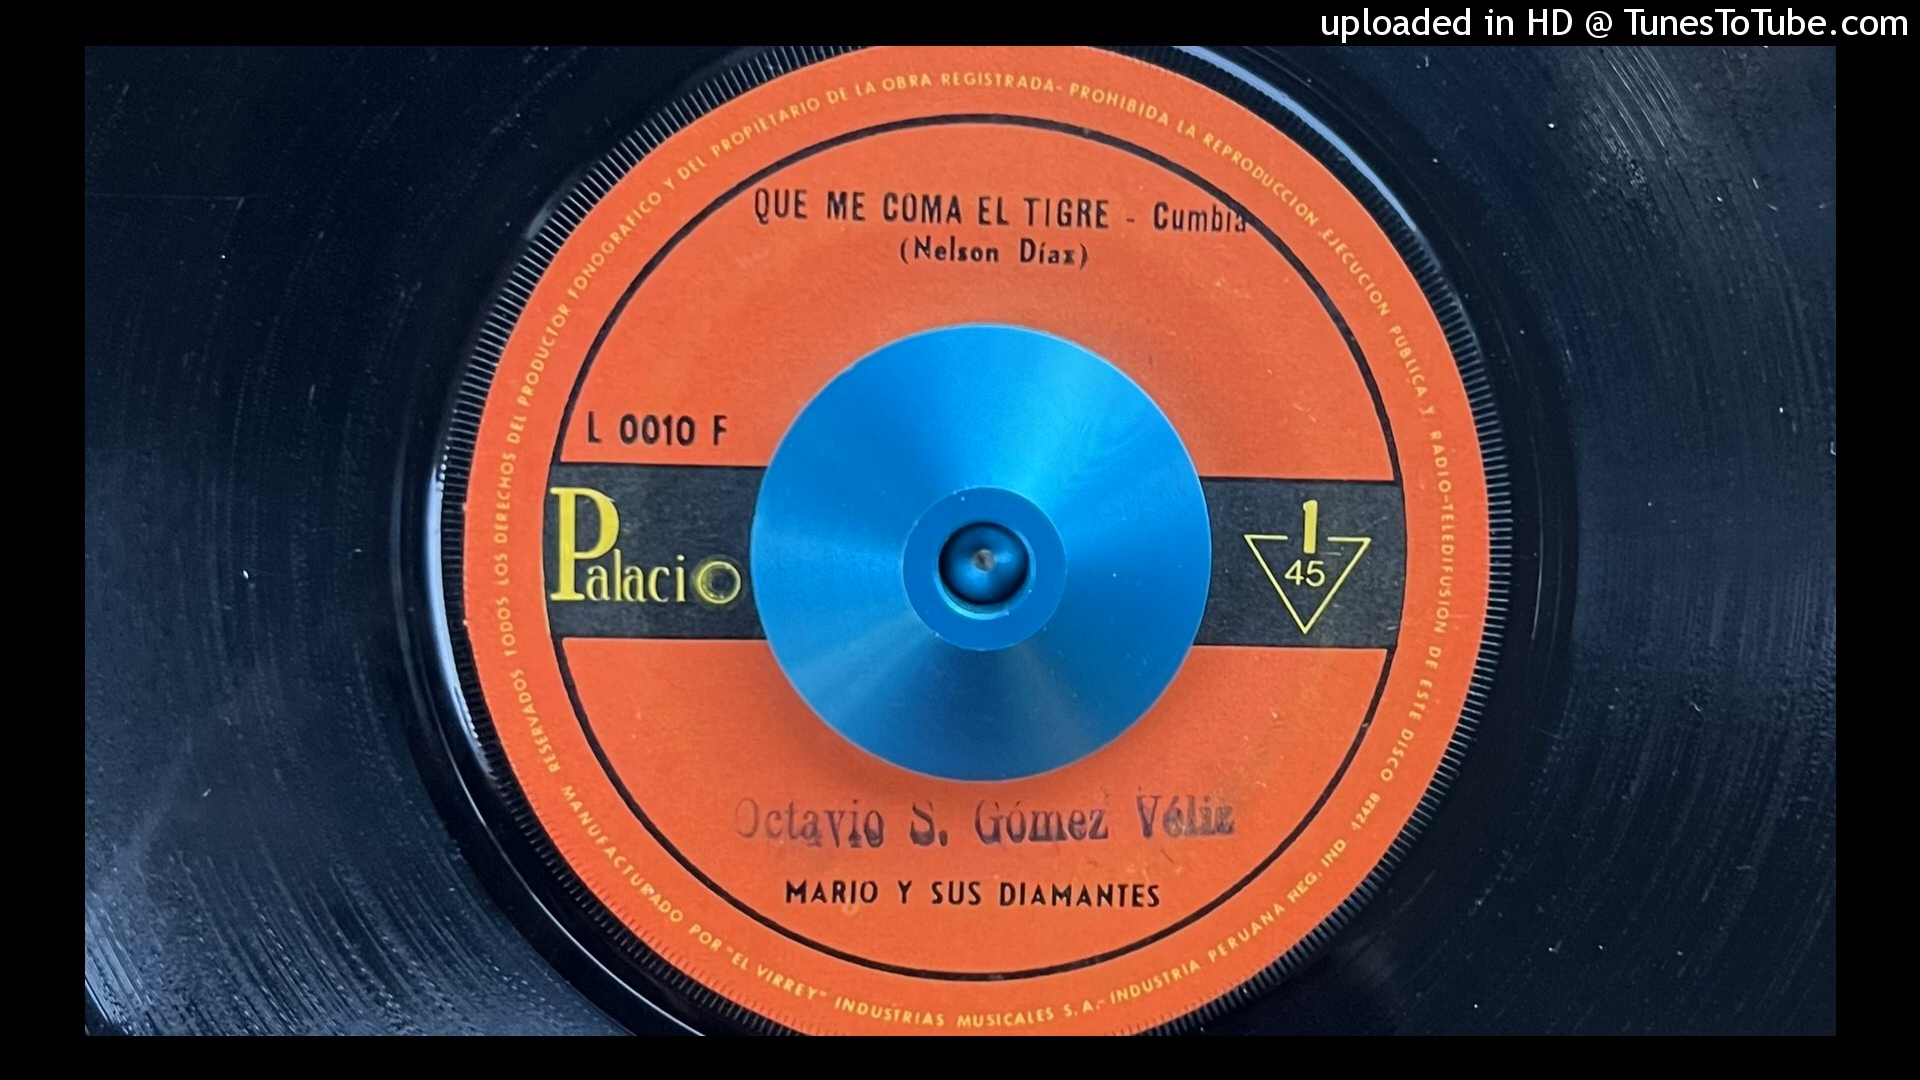 uploaded in HD @ TunesToTube.com
TODOS LOS DERECHOS DEL PRODUCTOR FONOGRAFICO Y DEL PROPIETARIO DE LA OBRA REGISTRADA - PROHIBIDA LA REPRODUCCION, EJECUCION PUBLICA Y RADIO-TELEDIFUSION DE ESTE DISCO
QUE ME COMA EL TIGRE - Cumbia
(Nelson Díaz)
L 0010 F
Palacio
1
45
Octavio S. Gómez Véliz
MARIO Y SUS DIAMANTES
RESERVADOS MANUFACTURADO POR "EL VIRREY" INDUSTRIAS MUSICALES S.A. - INDUSTRIA PERUANA REG. IND. 12428